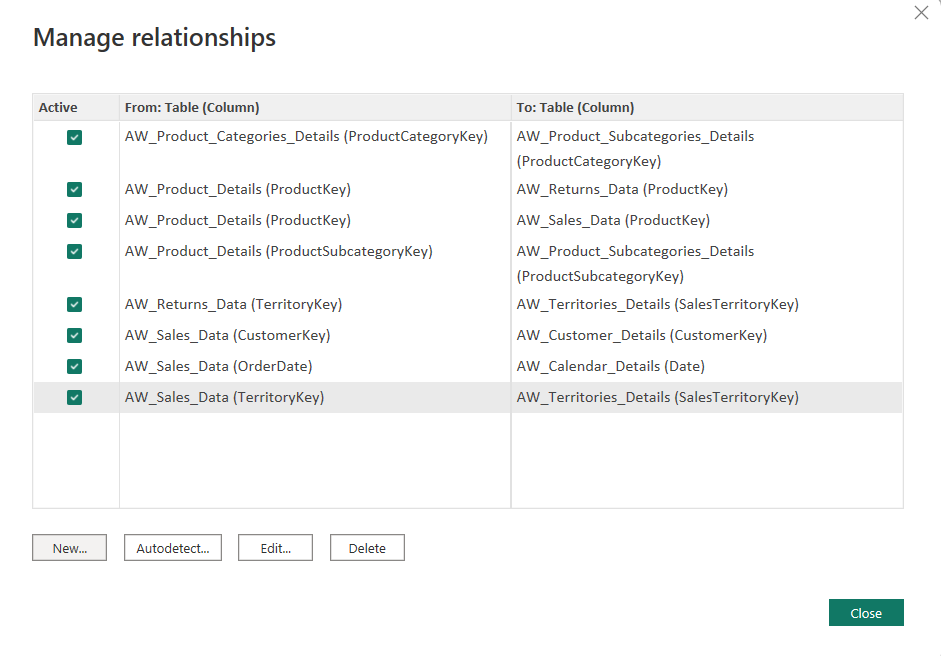 Manage relationships
Active From: Table (Column) To: Table (Column)
AW_Product_Categories_Details (ProductCategoryKey) AW_Product_Subcategories_Details
(ProductCategoryKey)
AW_Product_Details (ProductKey) AW_Returns_Data (ProductKey)
AW_Product_Details (ProductKey) AW_Sales_Data (ProductKey)
AW_Product_Details (ProductSubcategoryKey) AW_Product_Subcategories_Details
(ProductSubcategoryKey)
AW_Returns_Data (TerritoryKey) AW_Territories_Details (SalesTerritoryKey)
AW_Sales_Data (CustomerKey) AW_Customer_Details (CustomerKey)
AW_Sales_Data (OrderDate) AW_Calendar_Details (Date)
AW_Sales_Data (TerritoryKey) AW_Territories_Details (SalesTerritoryKey)
New... Autodetect... Edit... Delete
Close